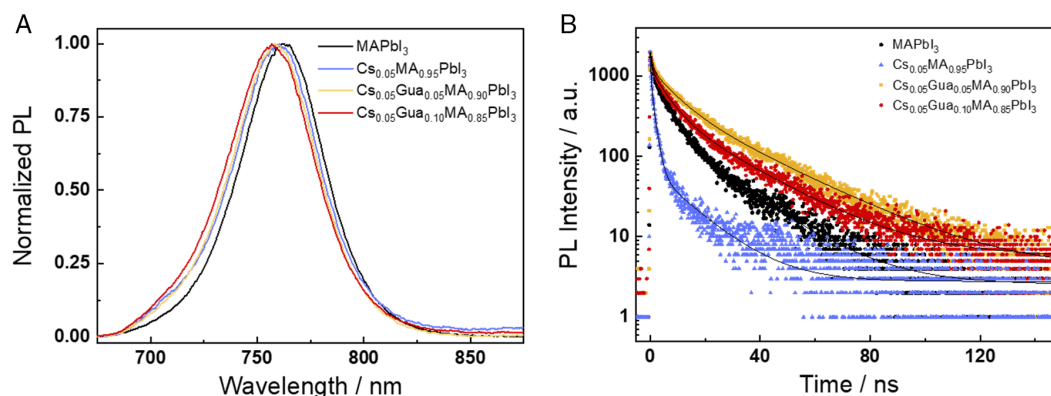 A
Normalized PL
1.00
0.75
0.50
0.25
0.00
700
750
800
850
Wavelength / nm
MAPbI₃
Cs₀.₀₅MA₀.₉₅PbI₃
Cs₀.₀₅Gua₀.₀₅MA₀.₉₀PbI₃
Cs₀.₀₅Gua₀.₁₀MA₀.₈₅PbI₃
B
PL Intensity / a.u.
1000
100
10
1
0
40
80
120
Time / ns
MAPbI₃
Cs₀.₀₅MA₀.₉₅PbI₃
Cs₀.₀₅Gua₀.₀₅MA₀.₉₀PbI₃
Cs₀.₀₅Gua₀.₁₀MA₀.₈₅PbI₃